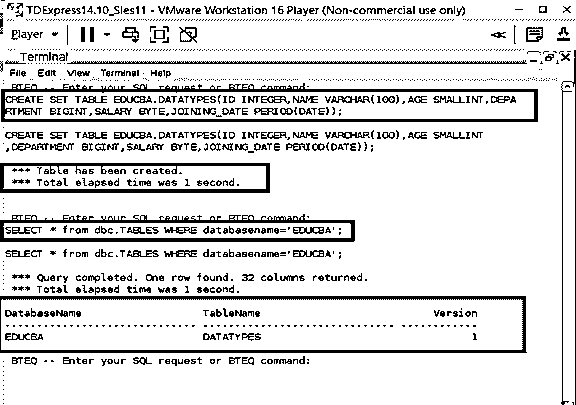 TDExpress14.10_Sles11 - VMware Workstation 16 Player (Non-commercial use only)
Player
Terminal
File Edit View Terminal Help
BTEQ -- Enter your SQL request or BTEQ command:
CREATE SET TABLE EDUCBA.DATATYPES(ID INTEGER,NAME VARCHAR(100),AGE SMALLINT,DEPA
RTMENT BIGINT,SALARY BYTE,JOINING_DATE PERIOD(DATE));
CREATE SET TABLE EDUCBA.DATATYPES(ID INTEGER,NAME VARCHAR(100),AGE SMALLINT
,DEPARTMENT BIGINT,SALARY BYTE,JOINING_DATE PERIOD(DATE));
*** Table has been created.
*** Total elapsed time was 1 second.
BTEQ -- Enter your SQL request or BTEQ command:
SELECT * from dbc.TABLES WHERE databasename='EDUCBA';
SELECT * from dbc.TABLES WHERE databasename='EDUCBA';
*** Query completed. One row found. 32 columns returned.
*** Total elapsed time was 1 second.
DatabaseName TableName Version
------------------------------ ------------------------------ -----------
EDUCBA DATATYPES 1
BTEQ -- Enter your SQL request or BTEQ command: